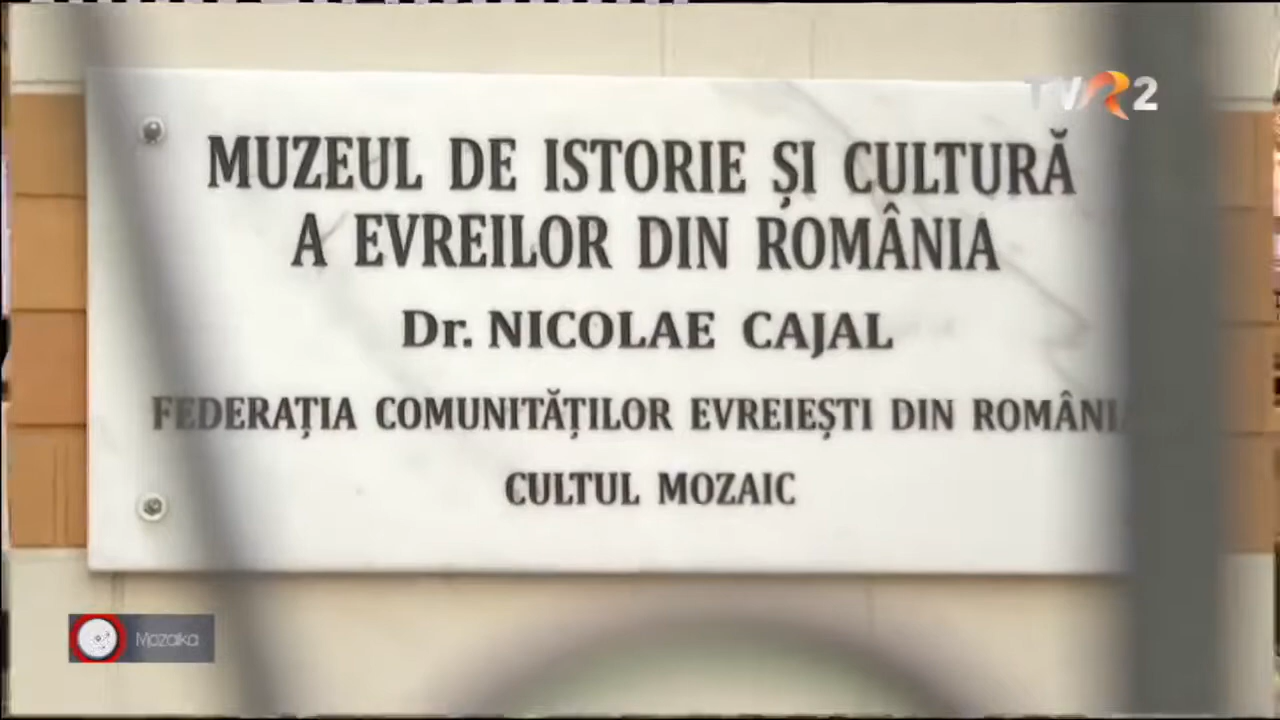 TVR2
MUZEUL DE ISTORIE ȘI CULTURĂ
A EVREILOR DIN ROMÂNIA
Dr. NICOLAE CAJAL
FEDERAȚIA COMUNITĂȚILOR EVREIEȘTI DIN ROMÂNIA
CULTUL MOZAIC
Mozaika